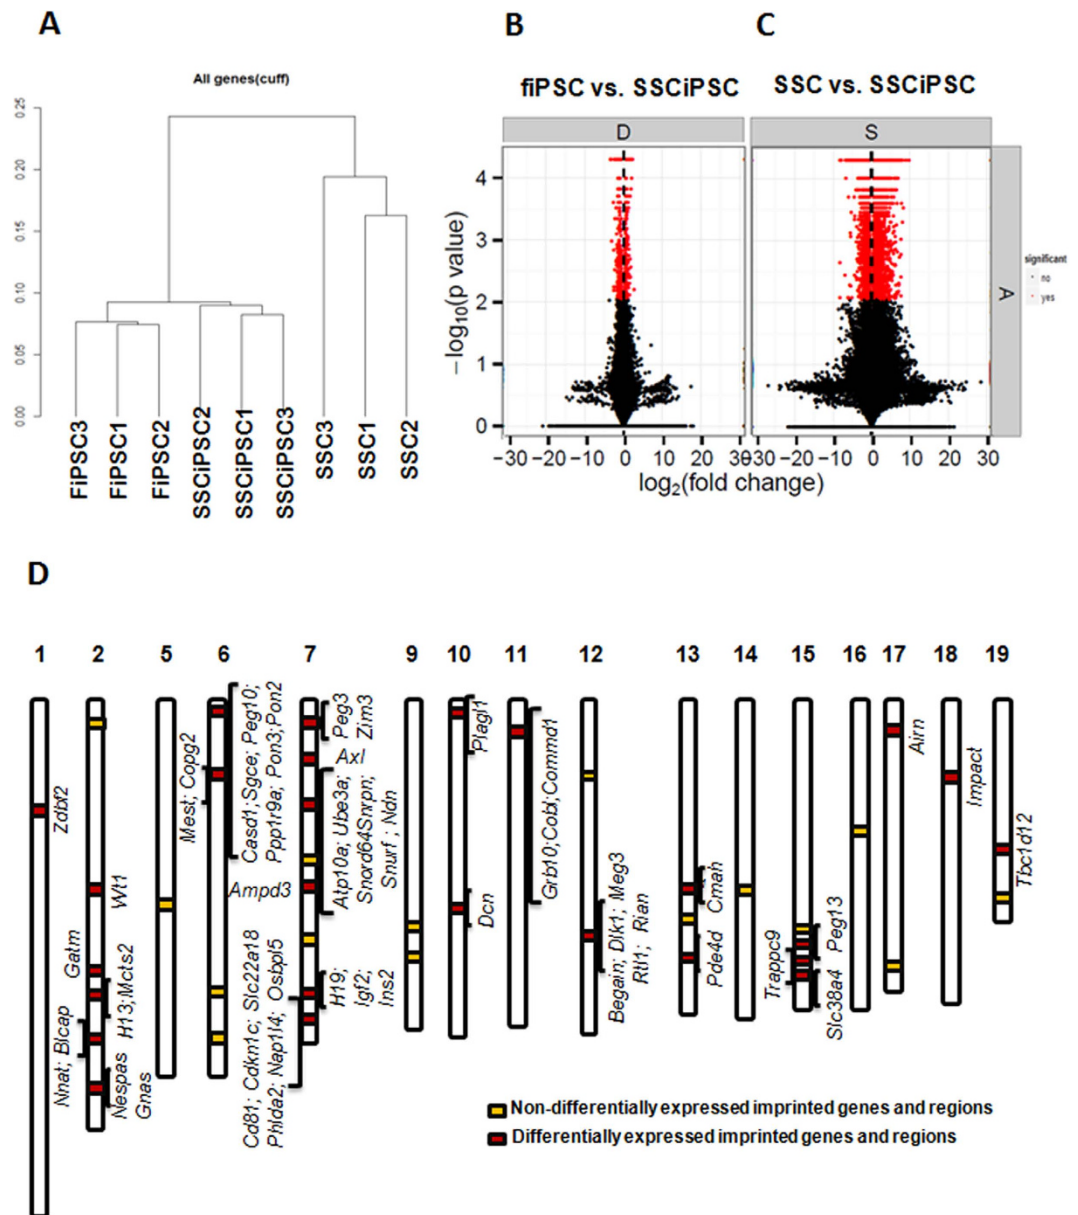 A
B
C
All genes(cuff)
fiPSC vs. SSCiPSC
SSC vs. SSCiPSC
0.25
0.20
0.15
0.10
0.05
0.00
FiPSC3
FiPSC1
FiPSC2
SSCiPSC2
SSCiPSC1
SSCiPSC3
SSC3
SSC1
SSC2
D
S
A
−log10(p value)
4
3
2
1
0
−30 −20 −10 0 10 20 30
−30 −20 −10 0 10 20 30
log2(fold change)
significant
no
yes
D
1 2 5 6 7 9 10 11 12 13 14 15 16 17 18 19
Zdbf2
Wt1
Gatm
H13;Mcts2
Nnat; Blcap
Nespas
Gnas
Mest; Copg2
Casd1;Sgce; Peg10;
Ppp1r9a; Pon3;Pon2
Peg3
Zim3
Axl
Atp10a; Ube3a;
Snord64Snrpn;
Snurf ; Ndn
Ampd3
H19;
Igf2;
Ins2
Cd81; Cdkn1c; Slc22a18
Phlda2; Nap1l4; Osbpl5
Plagl1
Dcn
Grb10;Cobl;Commd1
Begain; Dlk1; Meg3
Rtl1; Rian
Cmah
Pde4d
Trappc9
Peg13
Slc38a4
Airn
Impact
Tbc1d12
Non-differentially expressed imprinted genes and regions
Differentially expressed imprinted genes and regions